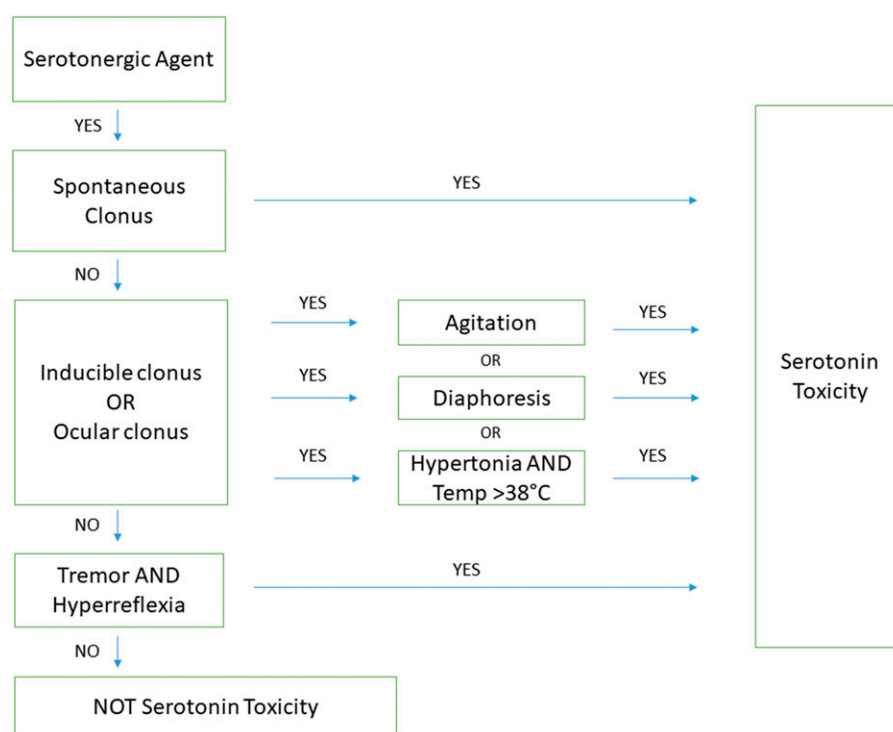 Serotonergic Agent
YES
Spontaneous
Clonus
YES
NO
Inducible clonus
OR
Ocular clonus
YES
Agitation
YES
OR
YES
Diaphoresis
YES
OR
YES
Hypertonia AND
Temp >38°C
YES
Serotonin
Toxicity
NO
Tremor AND
Hyperreflexia
YES
NO
NOT Serotonin Toxicity